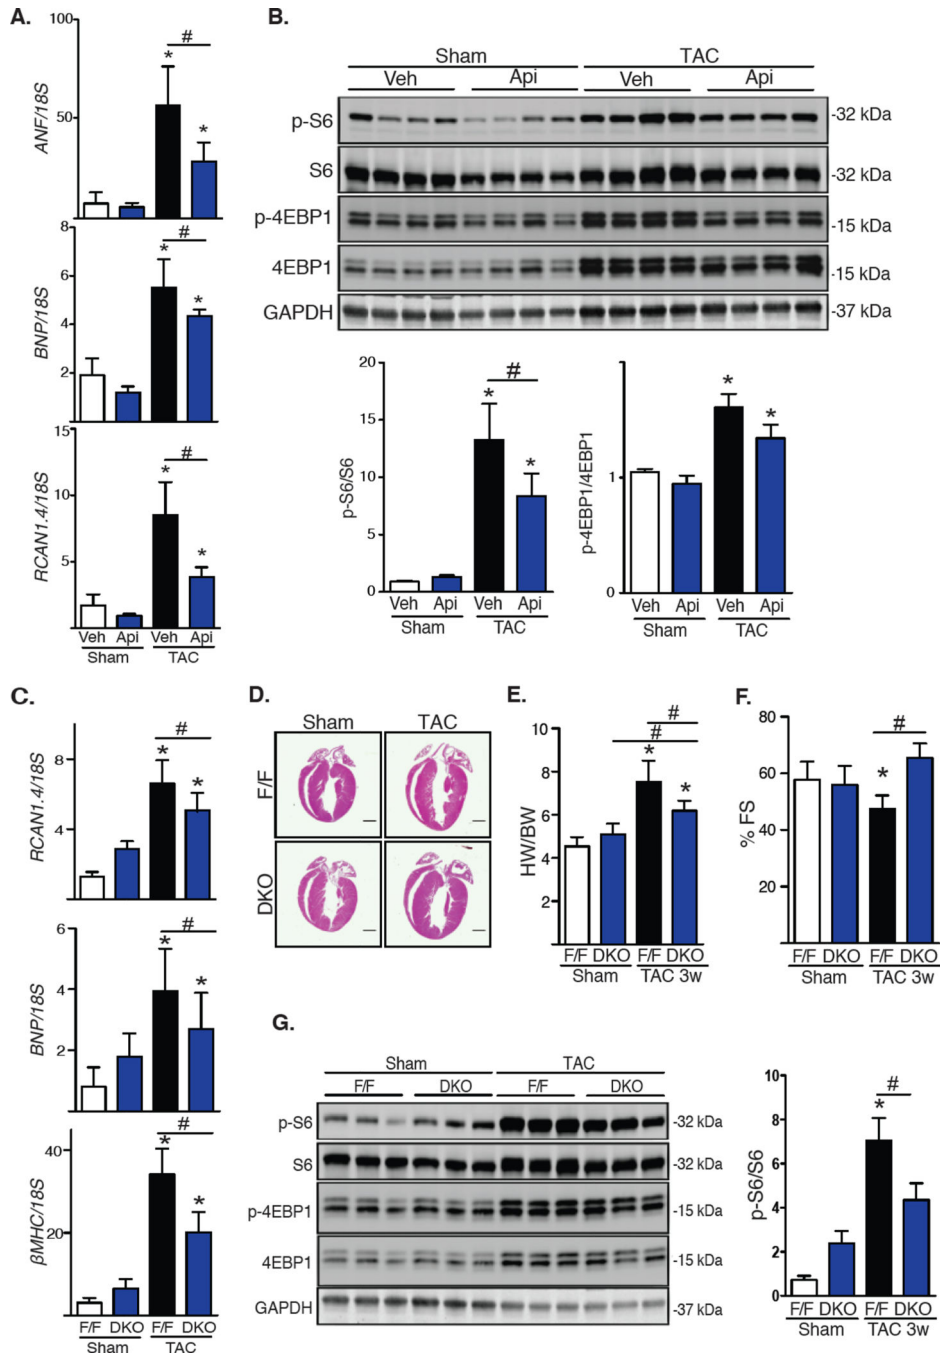 A.
100
50
ANF/18S
*
#
*
8
6
4
2
BNP/18S
*
#
*
15
10
5
RCAN1.4/18S
*
#
*
Veh Api Veh Api
Sham TAC
B.
Sham TAC
Veh Api Veh Api
p-S6 -32 kDa
S6 -32 kDa
p-4EBP1 -15 kDa
4EBP1 -15 kDa
GAPDH -37 kDa
20
15
10
5
0
p-S6/S6
*
#
*
Veh Api Veh Api
Sham TAC
1
0
p-4EBP1/4EBP1
*
*
Veh Api Veh Api
Sham TAC
C.
8
4
RCAN1.4/18S
*
#
*
6
4
2
BNP/18S
*
#
*
40
20
βMHC/18S
*
#
*
F/F DKO F/F DKO
Sham TAC
D.
Sham TAC
F/F
DKO
E.
10
8
6
4
2
0
HW/BW
#
#
*
*
F/F DKO F/F DKO
Sham TAC 3w
F.
80
60
40
20
0
% FS
#
*
F/F DKO F/F DKO
Sham TAC 3w
G.
Sham TAC
F/F DKO F/F DKO
p-S6 -32 kDa
S6 -32 kDa
p-4EBP1 -15 kDa
4EBP1 -15 kDa
GAPDH -37 kDa
10
8
6
4
2
0
p-S6/S6
#
*
F/F DKO F/F DKO
Sham TAC 3w